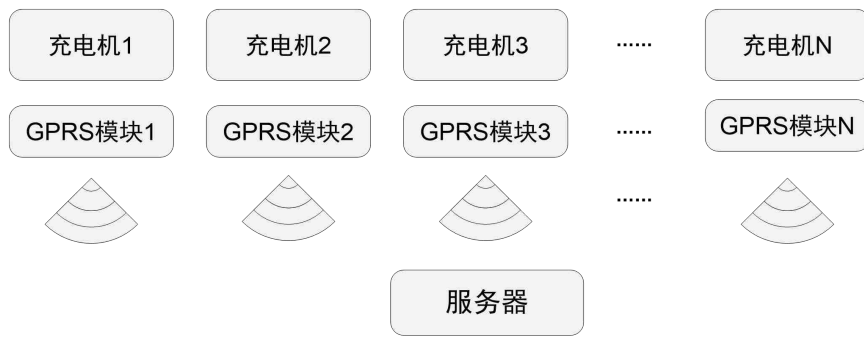 充电机1 充电机2 充电机3 ...... 充电机N
GPRS模块1 GPRS模块2 GPRS模块3 ...... GPRS模块N
......
服务器